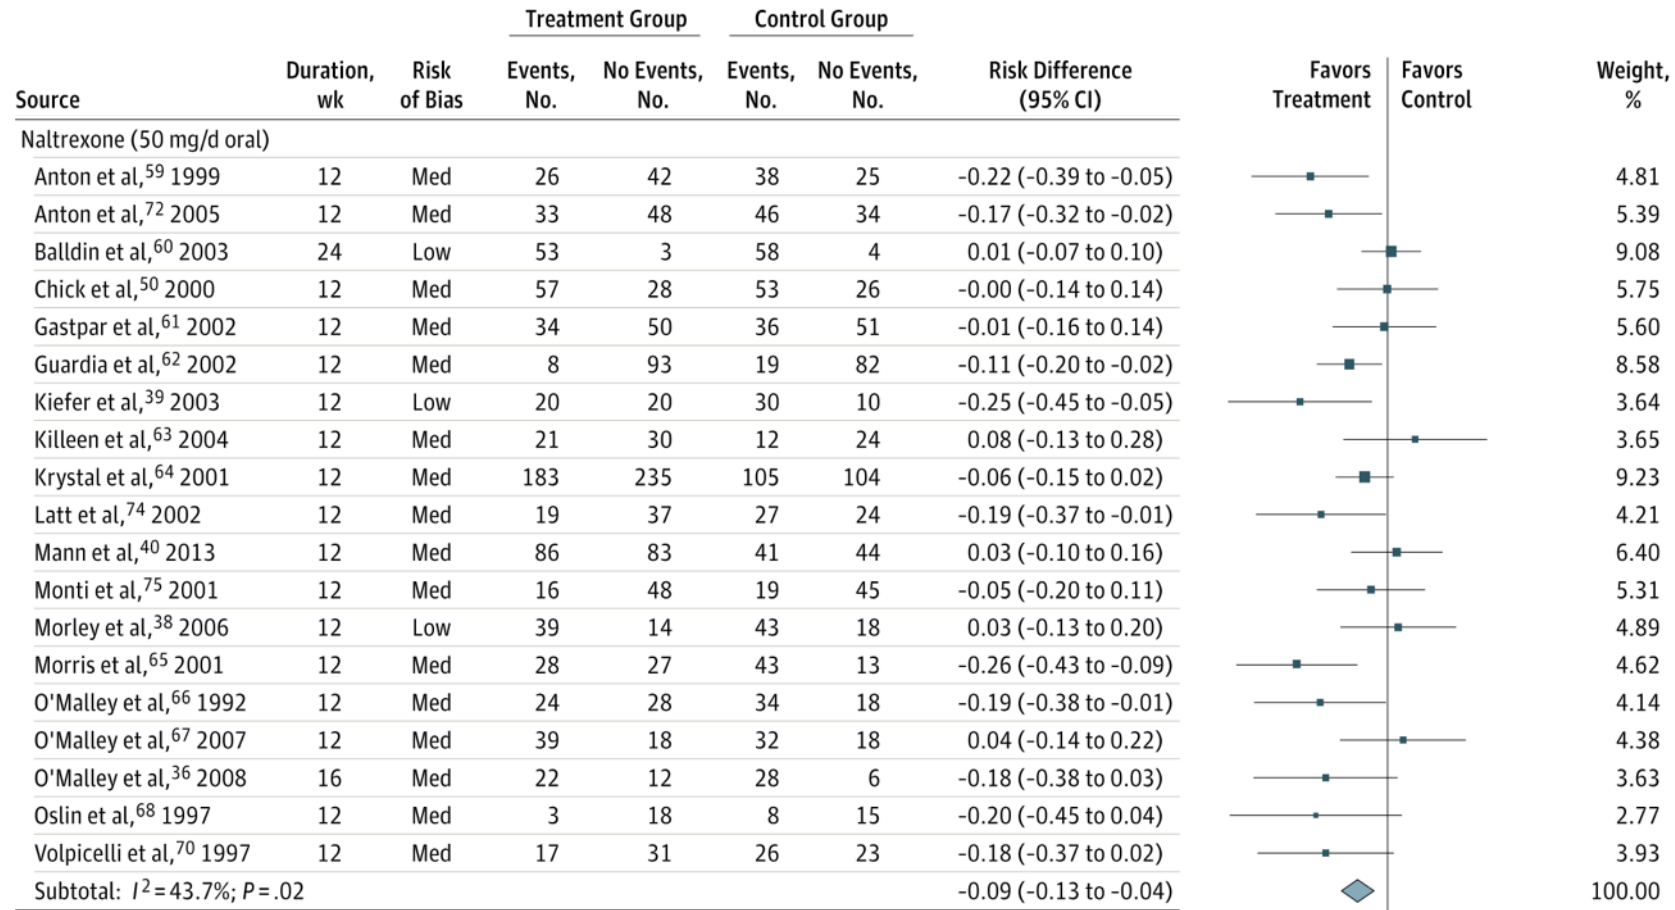 Treatment Group Control Group
Duration, Risk Events, No Events, Events, No Events, Risk Difference Favors Favors Weight,
Source wk of Bias No. No. No. No. (95% CI) Treatment Control %
Naltrexone (50 mg/d oral)
Anton et al,59 1999 12 Med 26 42 38 25 -0.22 (-0.39 to -0.05) 4.81
Anton et al,72 2005 12 Med 33 48 46 34 -0.17 (-0.32 to -0.02) 5.39
Balldin et al,60 2003 24 Low 53 3 58 4 0.01 (-0.07 to 0.10) 9.08
Chick et al,50 2000 12 Med 57 28 53 26 -0.00 (-0.14 to 0.14) 5.75
Gastpar et al,61 2002 12 Med 34 50 36 51 -0.01 (-0.16 to 0.14) 5.60
Guardia et al,62 2002 12 Med 8 93 19 82 -0.11 (-0.20 to -0.02) 8.58
Kiefer et al,39 2003 12 Low 20 20 30 10 -0.25 (-0.45 to -0.05) 3.64
Killeen et al,63 2004 12 Med 21 30 12 24 0.08 (-0.13 to 0.28) 3.65
Krystal et al,64 2001 12 Med 183 235 105 104 -0.06 (-0.15 to 0.02) 9.23
Latt et al,74 2002 12 Med 19 37 27 24 -0.19 (-0.37 to -0.01) 4.21
Mann et al,40 2013 12 Med 86 83 41 44 0.03 (-0.10 to 0.16) 6.40
Monti et al,75 2001 12 Med 16 48 19 45 -0.05 (-0.20 to 0.11) 5.31
Morley et al,38 2006 12 Low 39 14 43 18 0.03 (-0.13 to 0.20) 4.89
Morris et al,65 2001 12 Med 28 27 43 13 -0.26 (-0.43 to -0.09) 4.62
O'Malley et al,66 1992 12 Med 24 28 34 18 -0.19 (-0.38 to -0.01) 4.14
O'Malley et al,67 2007 12 Med 39 18 32 18 0.04 (-0.14 to 0.22) 4.38
O'Malley et al,36 2008 16 Med 22 12 28 6 -0.18 (-0.38 to 0.03) 3.63
Oslin et al,68 1997 12 Med 3 18 8 15 -0.20 (-0.45 to 0.04) 2.77
Volpicelli et al,70 1997 12 Med 17 31 26 23 -0.18 (-0.37 to 0.02) 3.93
Subtotal: I2=43.7%; P=.02 -0.09 (-0.13 to -0.04) 100.00